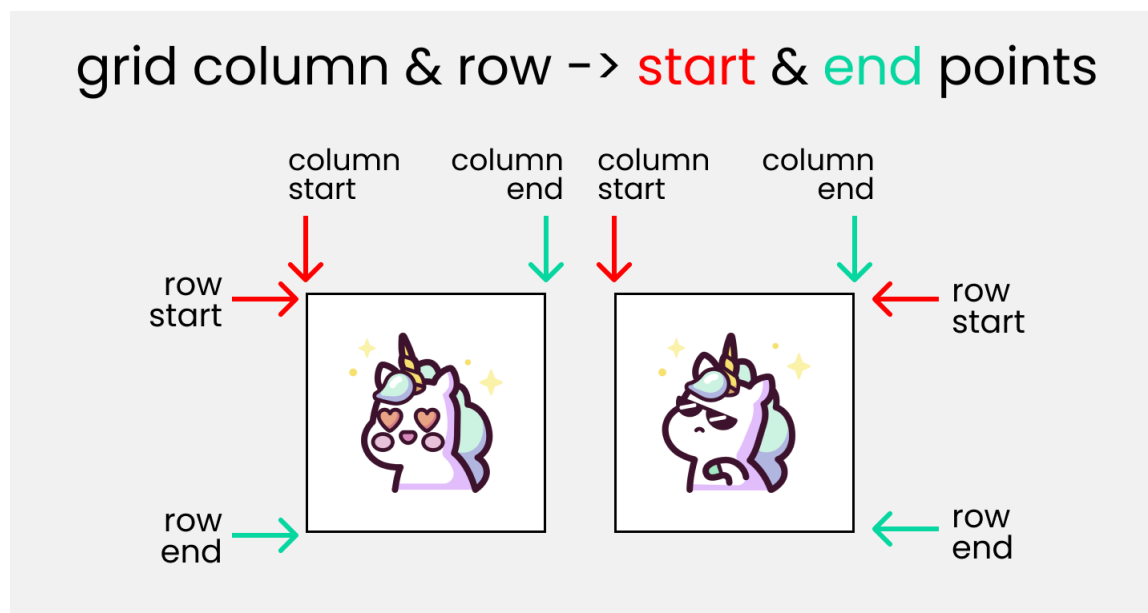 grid column & row -> start & end points
column
start
column
end
column
start
column
end
row
start
row
start
row
end
row
end